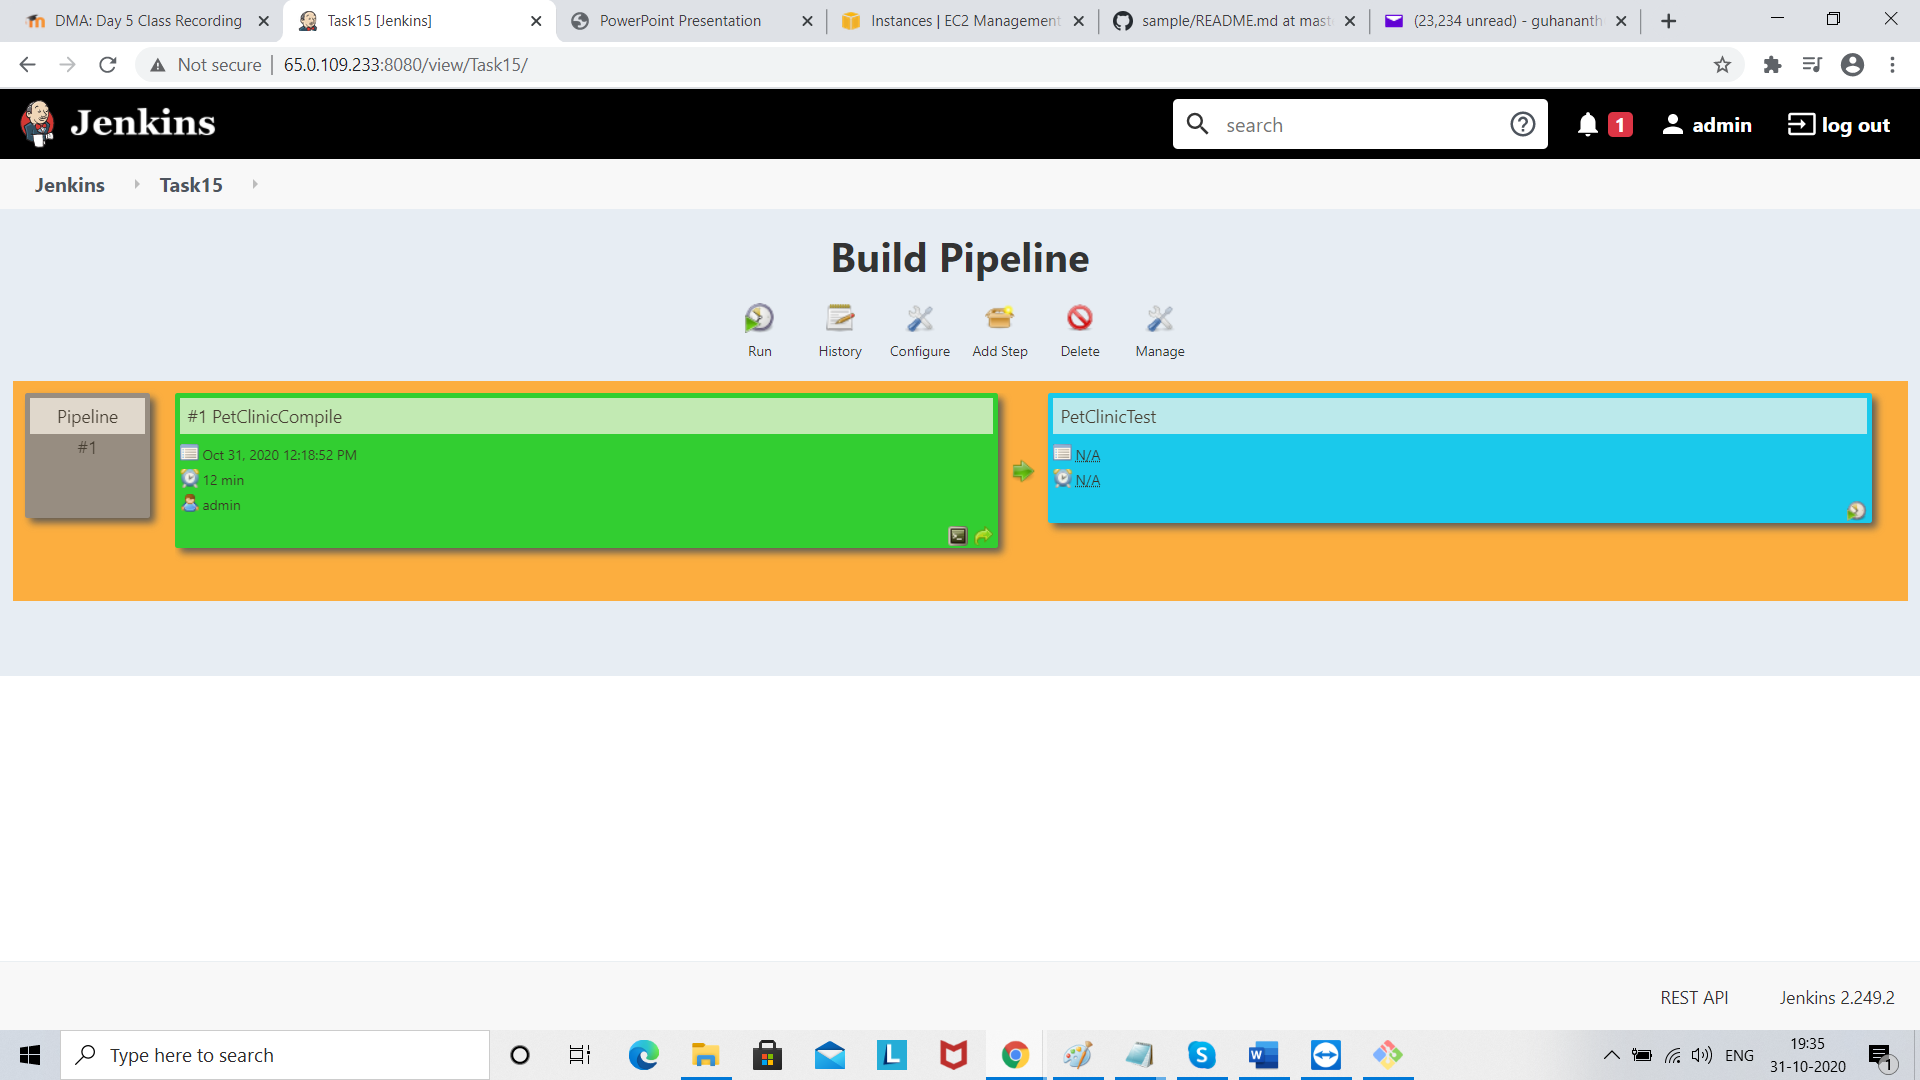 DMA: Day 5 Class Recording
Task15 [Jenkins]
PowerPoint Presentation
Instances | EC2 Management
sample/README.md at mast
(23,234 unread) - guhananth
Not secure | 65.0.109.233:8080/view/Task15/
Jenkins
search
1
admin
log out
Jenkins
Task15
Build Pipeline
Run
History
Configure
Add Step
Delete
Manage
Pipeline
#1
#1 PetClinicCompile
Oct 31, 2020 12:18:52 PM
12 min
admin
PetClinicTest
N/A
N/A
REST API
Jenkins 2.249.2
Type here to search
ENG
19:35
31-10-2020
1